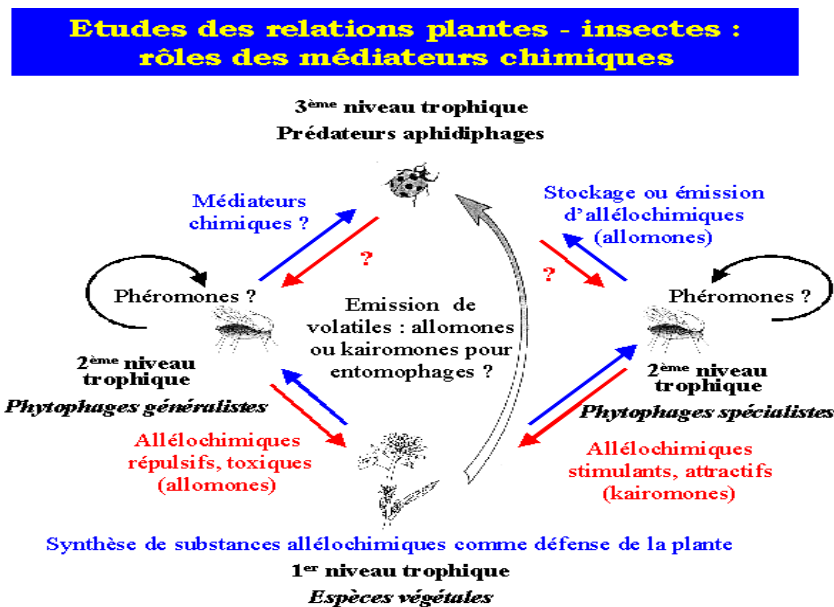 Etudes des relations plantes - insectes :
rôles des médiateurs chimiques
3ème niveau trophique
Prédateurs aphidiphages
Médiateurs
chimiques ?
Stockage ou émission
d'allélochimiques
(allomones)
?
?
Phéromones ?
Phéromones ?
Emission de
volatiles : allomones
ou kairomones pour
entomophages ?
2ème niveau
trophique
Phytophages généralistes
2ème niveau
trophique
Phytophages spécialistes
Allélochimiques
répulsifs, toxiques
(allomones)
Allélochimiques
stimulants, attractifs
(kairomones)
Synthèse de substances allélochimiques comme défense de la plante
1er niveau trophique
Espèces végétales